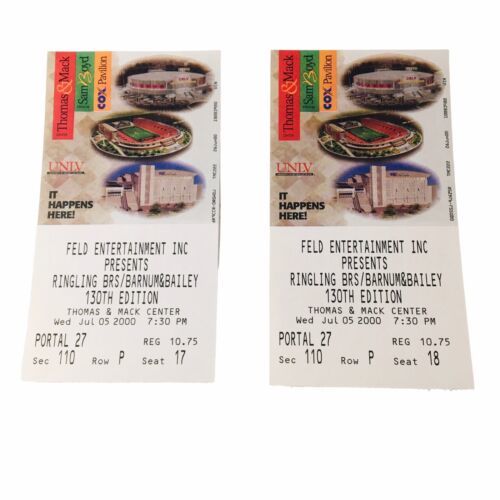 Thomas & Mack
CENTER
Sam Boyd
STADIUM
COX Pavilion
UNLV
IT
HAPPENS
HERE!
FELD ENTERTAINMENT INC
PRESENTS
RINGLING BRS/BARNUM&BAILEY
130TH EDITION
THOMAS & MACK CENTER
Wed Jul 05 2000 7:30 PM
PORTAL 27 REG 10.75
Sec 110 Row P Seat 17
Thomas & Mack
CENTER
Sam Boyd
STADIUM
COX Pavilion
UNLV
IT
HAPPENS
HERE!
FELD ENTERTAINMENT INC
PRESENTS
RINGLING BRS/BARNUM&BAILEY
130TH EDITION
THOMAS & MACK CENTER
Wed Jul 05 2000 7:30 PM
PORTAL 27 REG 10.75
Sec 110 Row P Seat 18